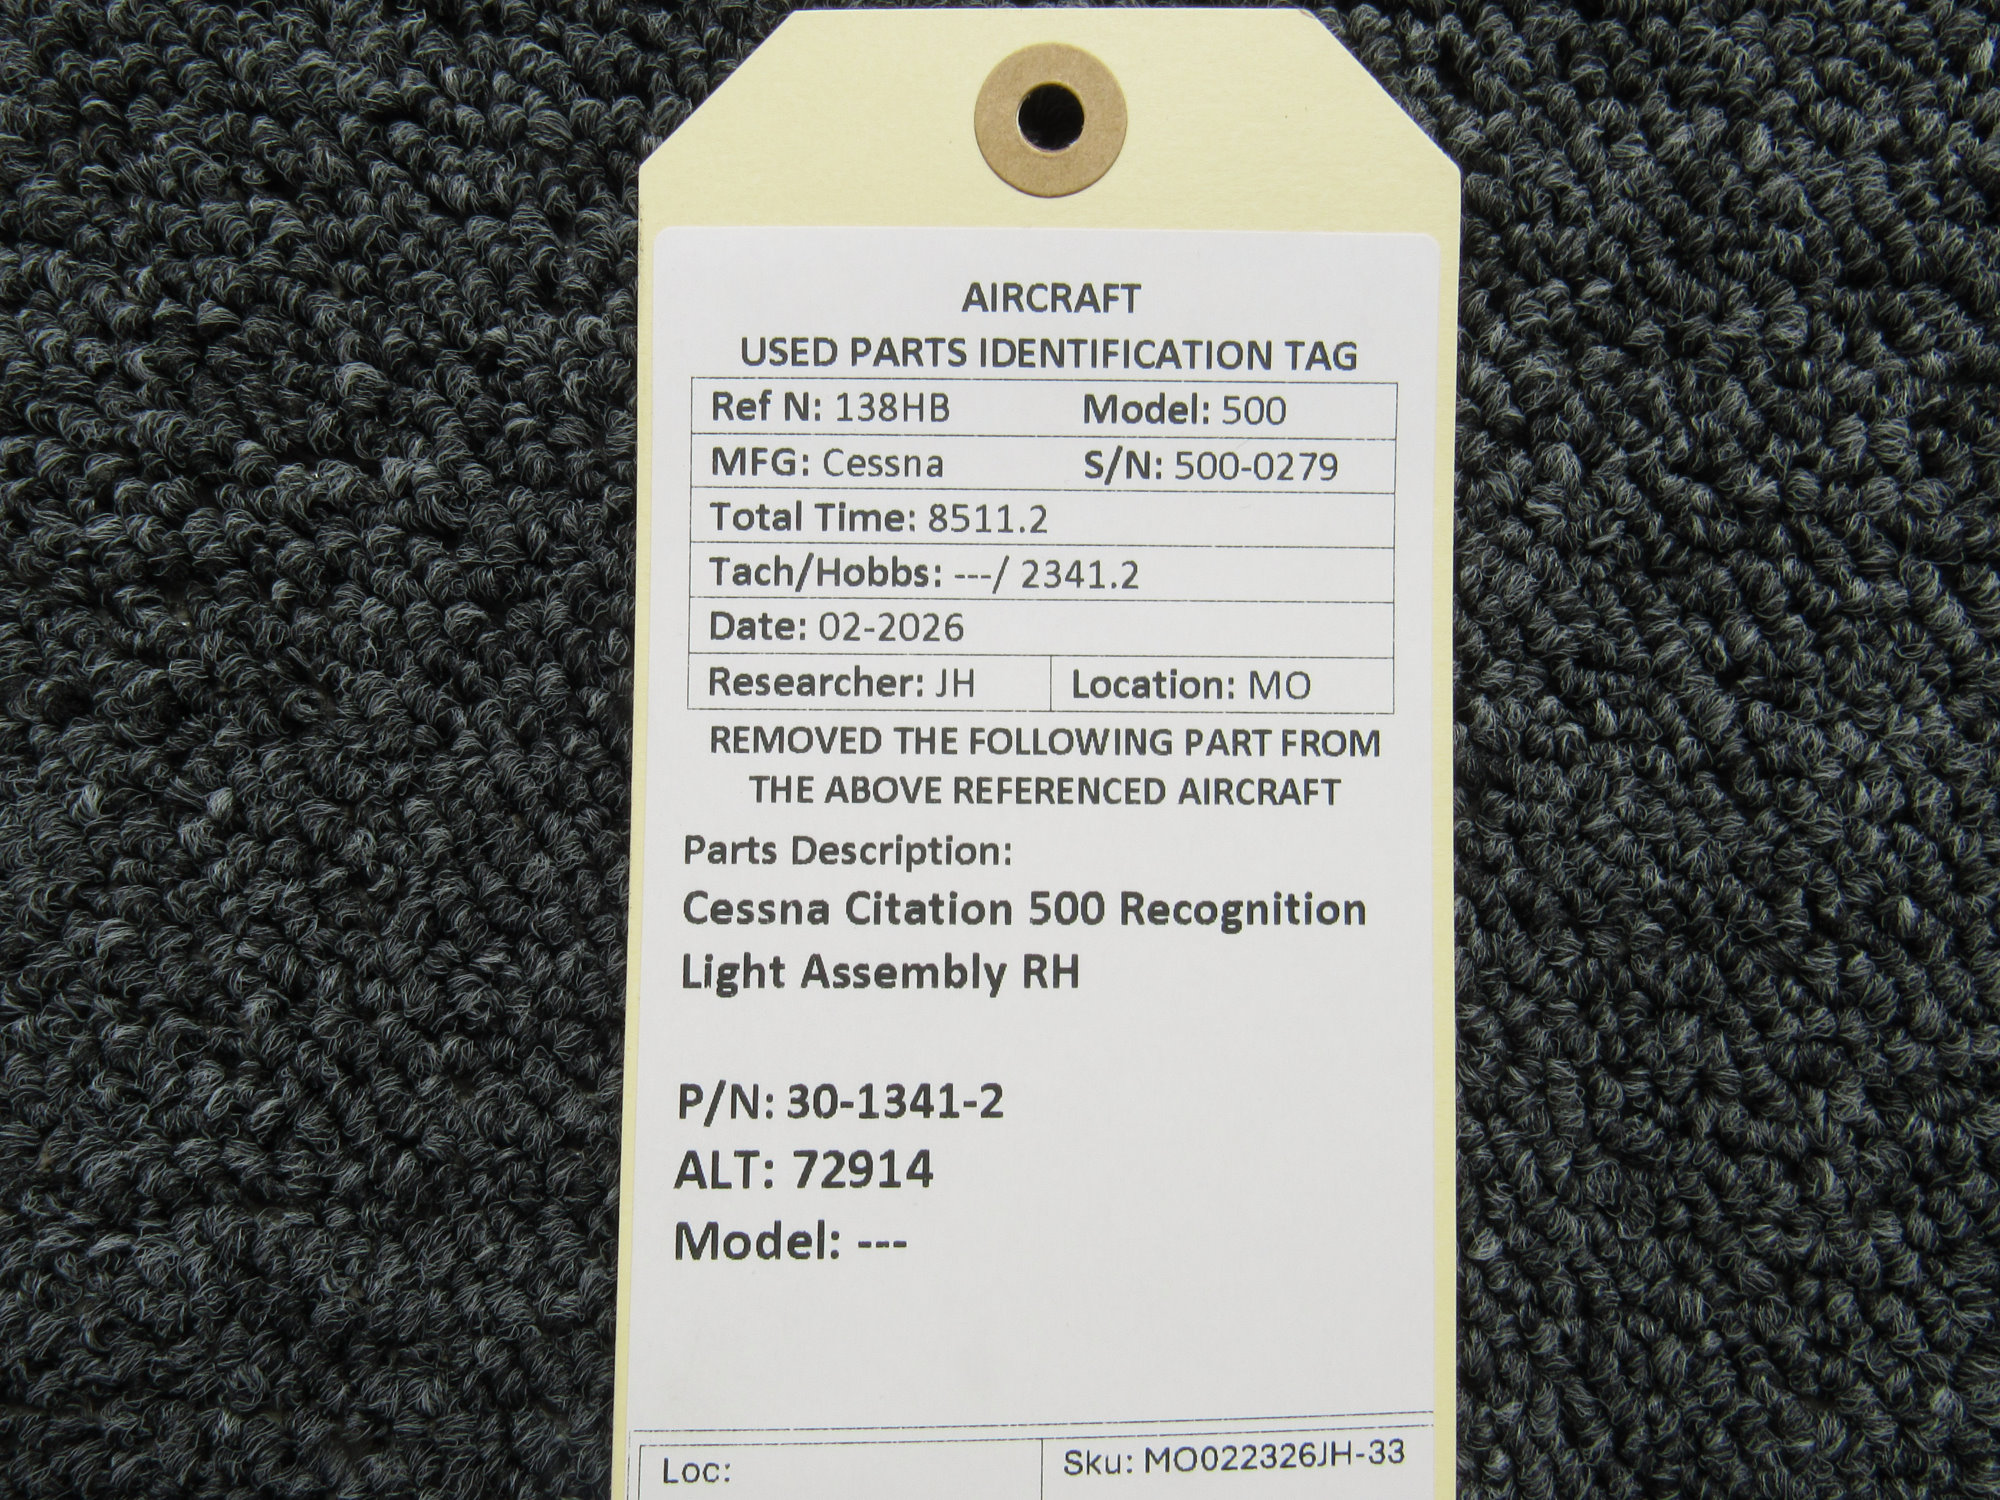 AIRCRAFT
USED PARTS IDENTIFICATION TAG
Ref N: 138HB Model: 500
MFG: Cessna S/N: 500-0279
Total Time: 8511.2
Tach/Hobbs: ---/ 2341.2
Date: 02-2026
Researcher: JH Location: MO
REMOVED THE FOLLOWING PART FROM
THE ABOVE REFERENCED AIRCRAFT
Parts Description:
Cessna Citation 500 Recognition
Light Assembly RH
P/N: 30-1341-2
ALT: 72914
Model: ---
Loc: Sku: MO022326JH-33